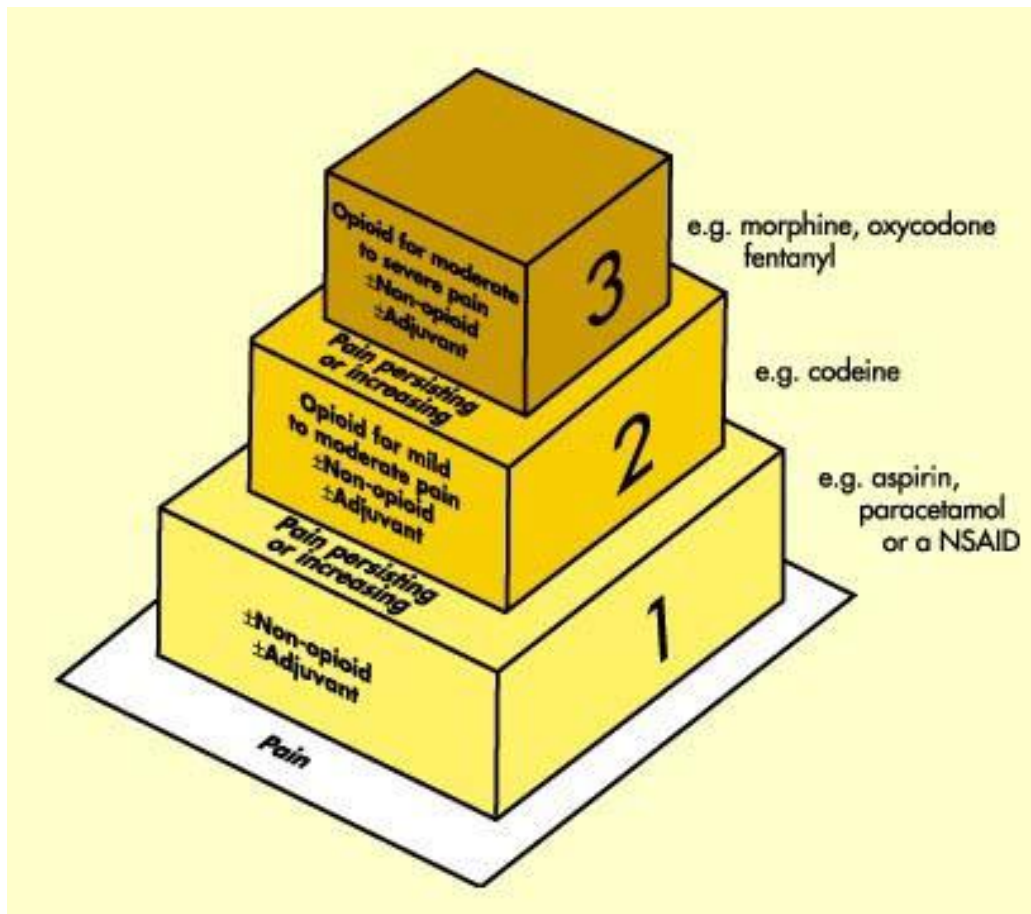 Opioid for moderate
to severe pain
±Non-opioid
±Adjuvant
3
e.g. morphine, oxycodone
fentanyl
Pain persisting
or increasing
Opioid for mild
to moderate pain
±Non-opioid
±Adjuvant
2
e.g. codeine
Pain persisting
or increasing
±Non-opioid
±Adjuvant
1
e.g. aspirin,
paracetamol
or a NSAID
Pain